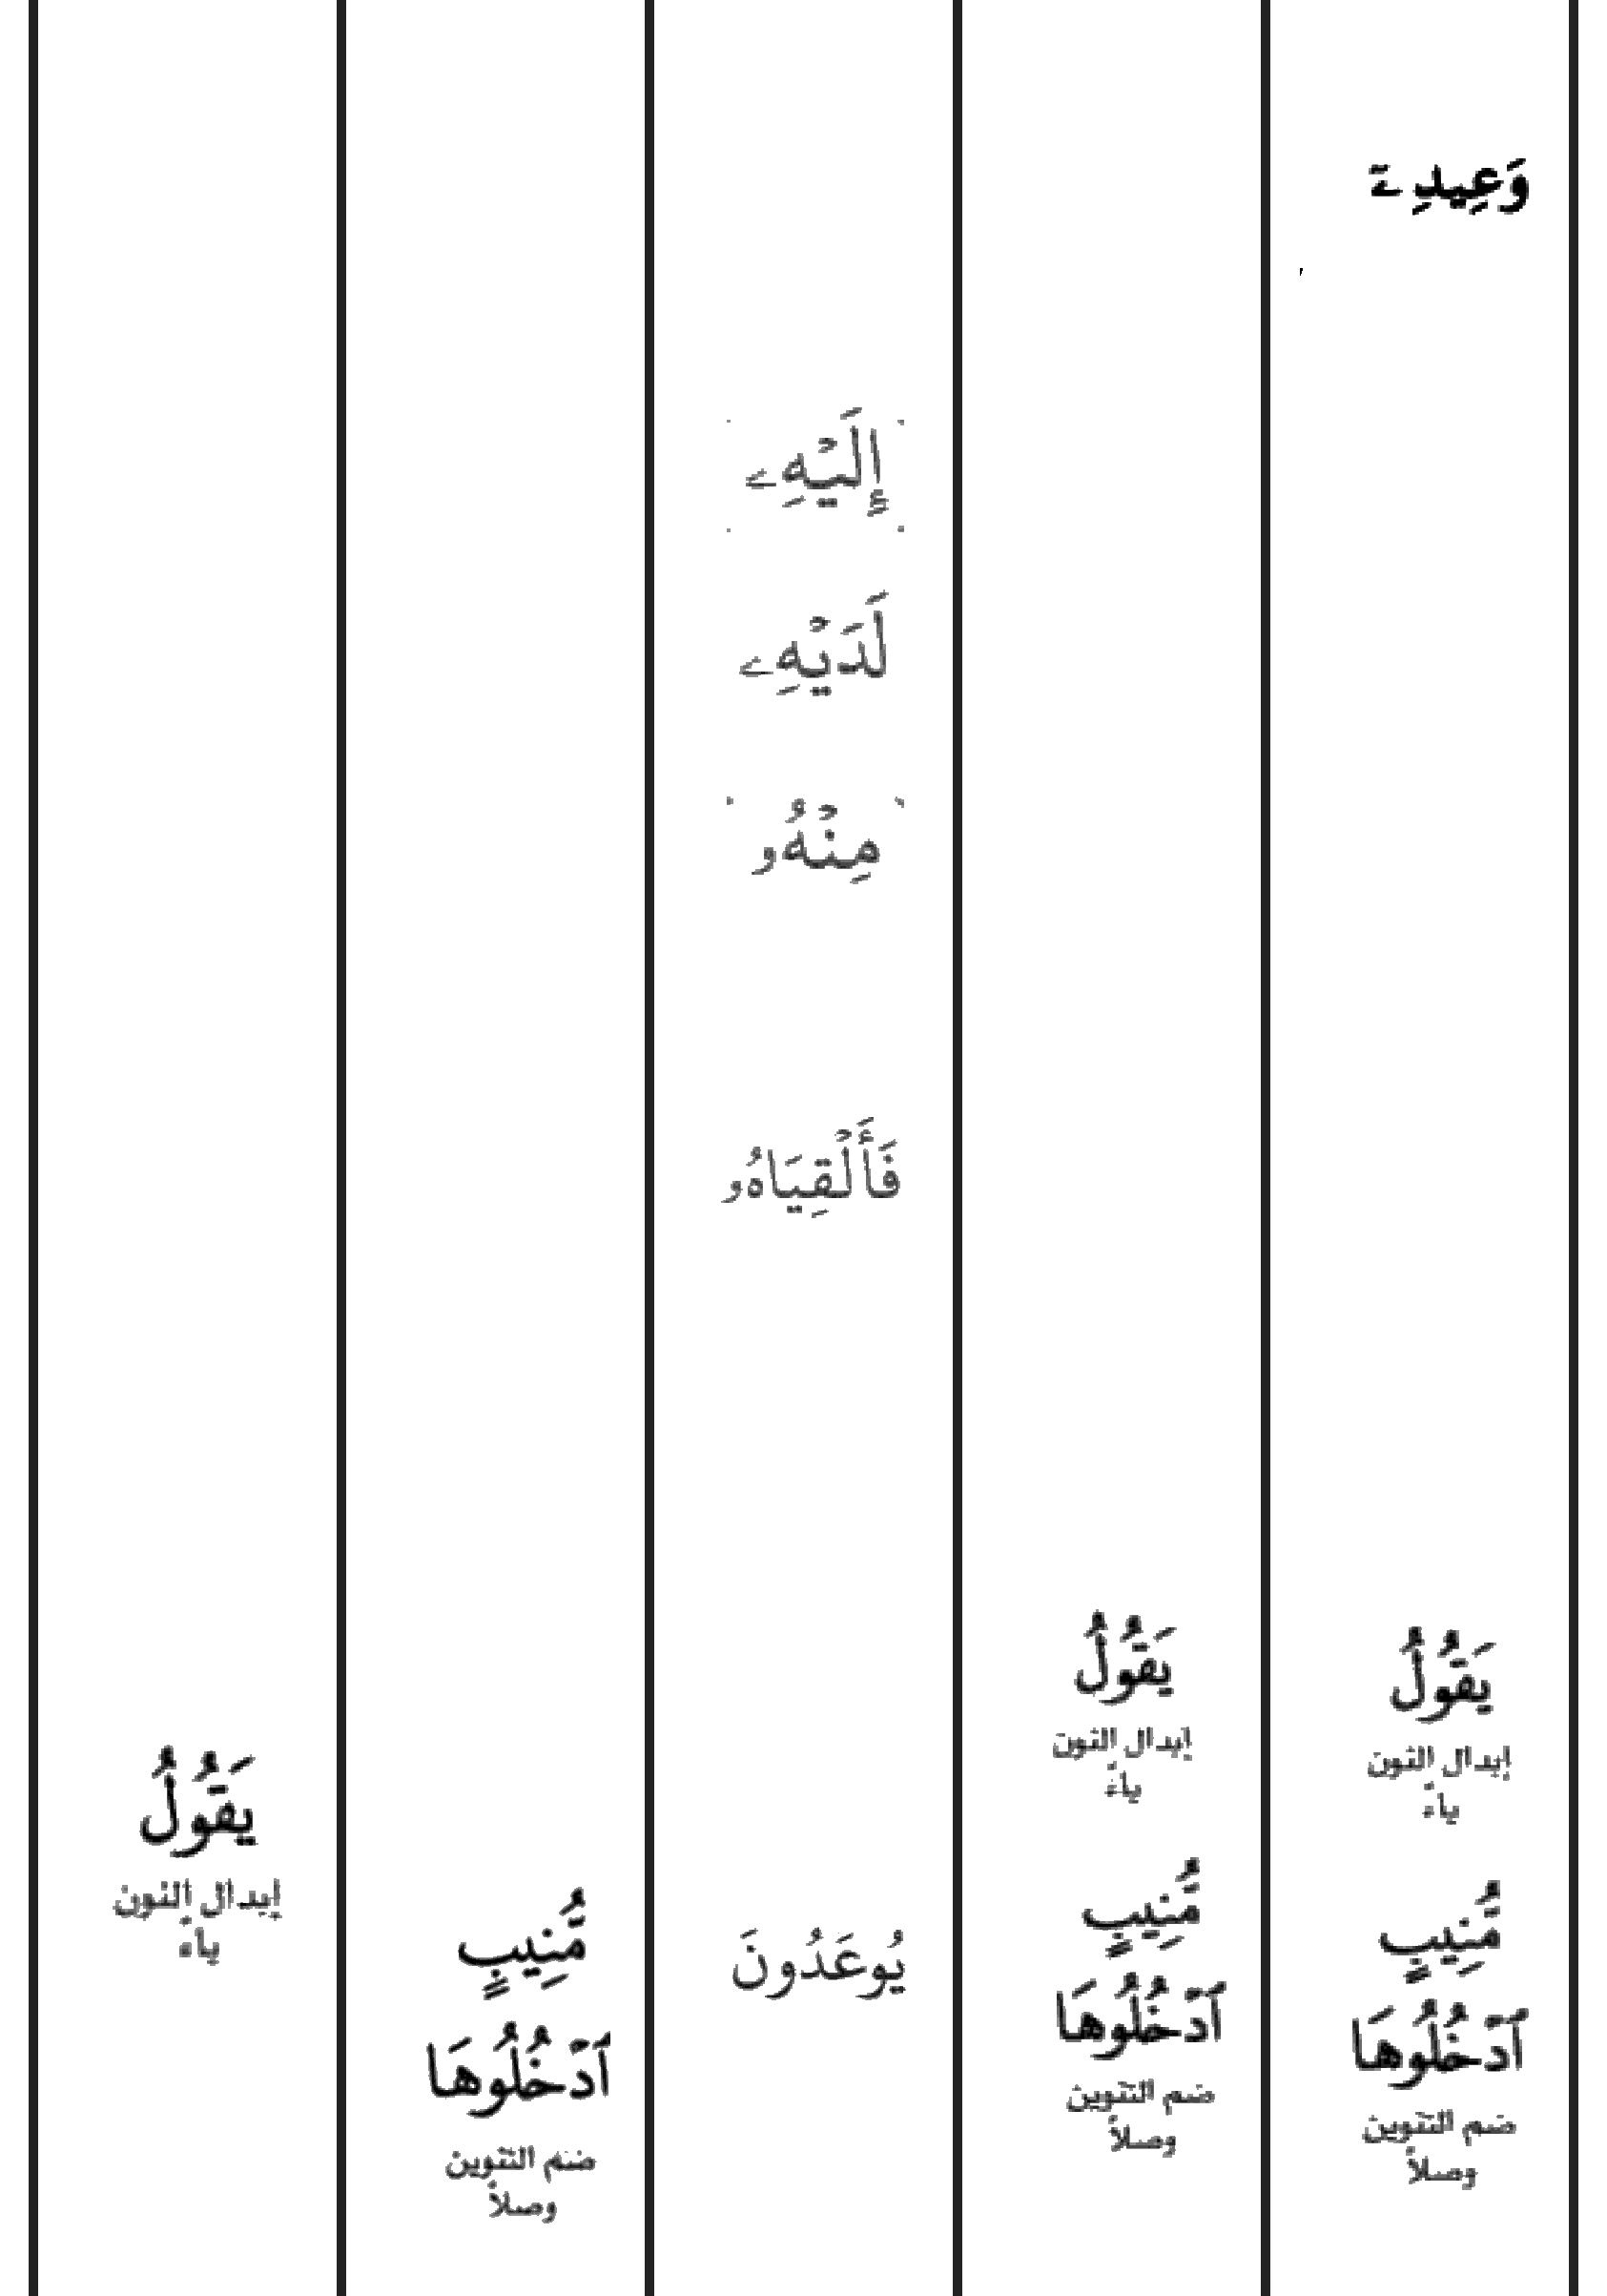 وَعِيدِۦ
يَقُولُ
إبدال النون
ياءً
مُّنِيبٍ
ٱدْخُلُوهَا
ضم التنوين
وصلاً
يَقُولُ
إبدال النون
ياءً
مُّنِيبٍ
ٱدْخُلُوهَا
ضم التنوين
وصلاً
إِلَيْهِۦ
لَدَيْهِۦ
مِنْهُۥ
فَأَلْقِيَاهُۥ
يُوعَدُونَ
مُّنِيبٍ
ٱدْخُلُوهَا
ضم التنوين
وصلاً
يَقُولُ
إبدال النون
ياءً